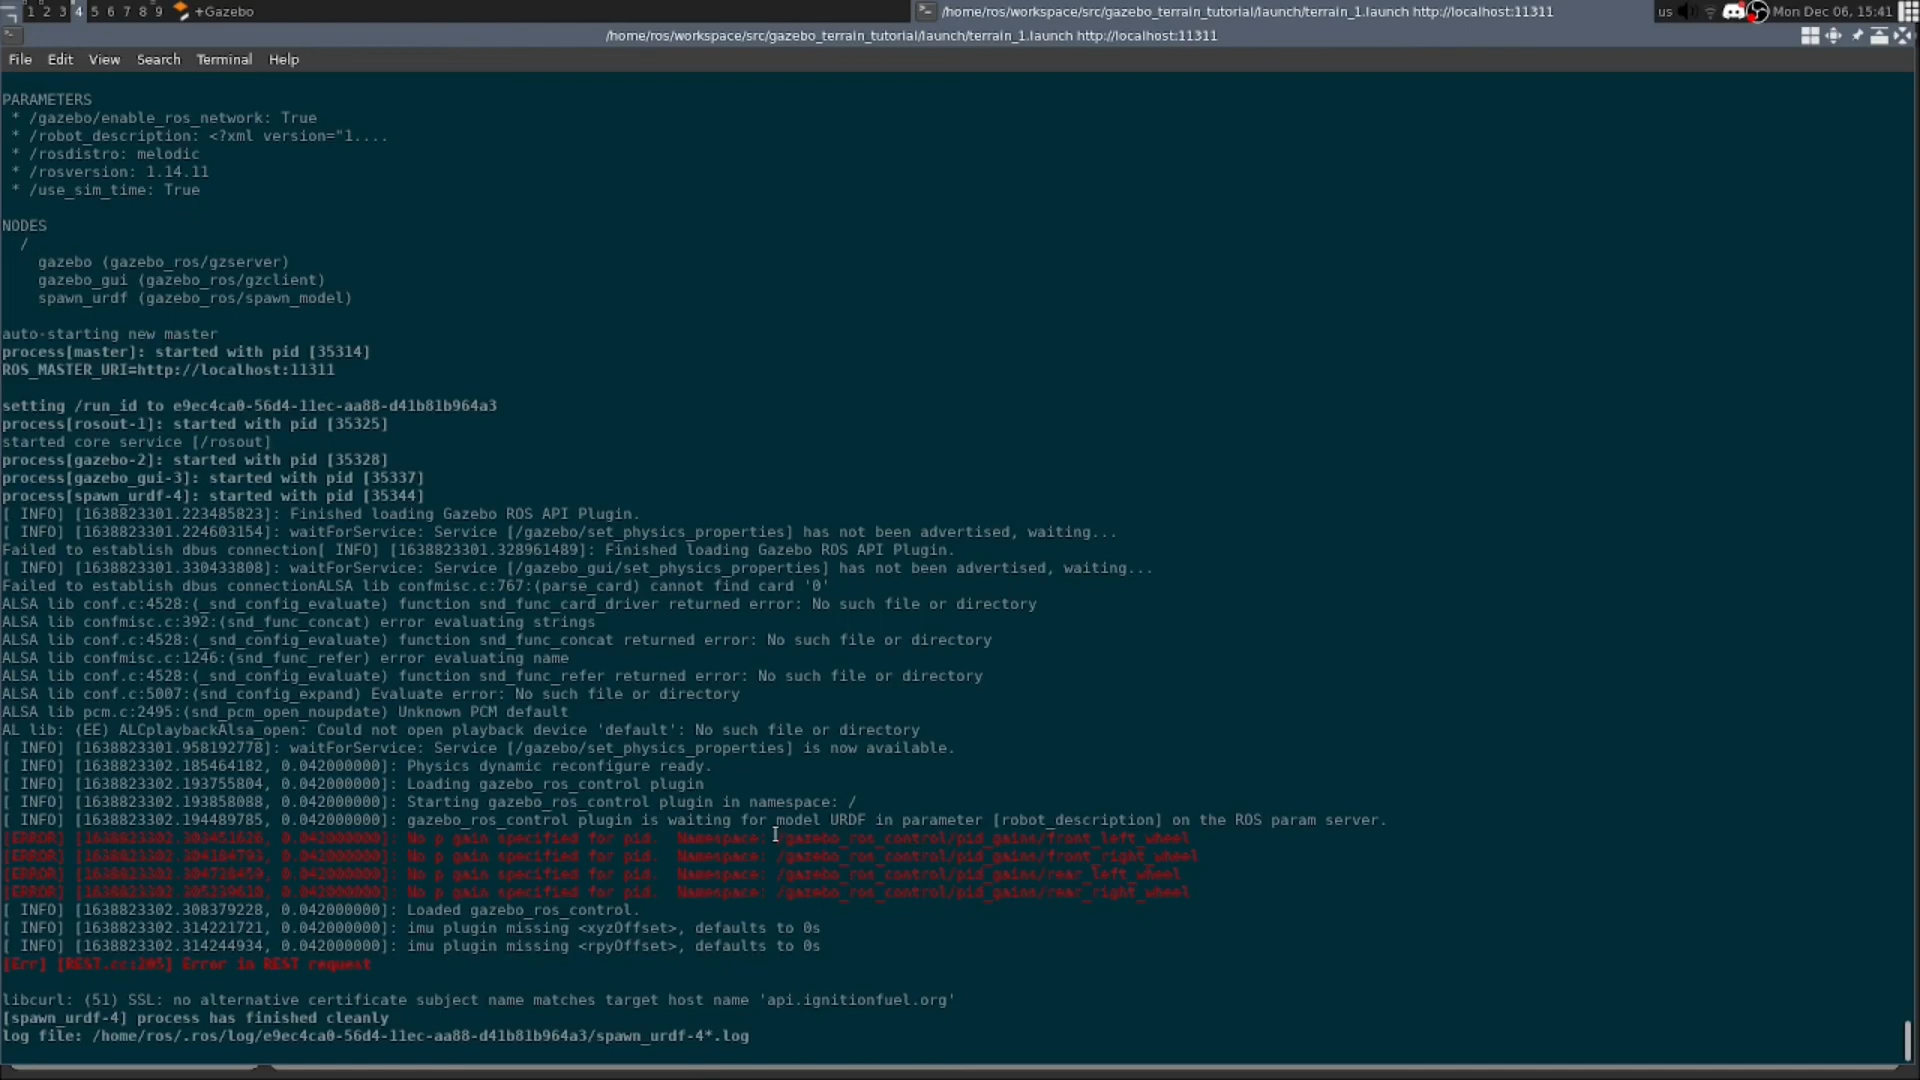 1 2 3 4 5 6 7 8 9 +Gazebo /home/ros/workspace/src/gazebo_terrain_tutorial/launch/terrain_1.launch http://localhost:11311 us Mon Dec 06, 15:41
/home/ros/workspace/src/gazebo_terrain_tutorial/launch/terrain_1.launch http://localhost:11311
File Edit View Search Terminal Help
PARAMETERS
* /gazebo/enable_ros_network: True
* /robot_description: <?xml version="1....
* /rosdistro: melodic
* /rosversion: 1.14.11
* /use_sim_time: True
NODES
/
gazebo (gazebo_ros/gzserver)
gazebo_gui (gazebo_ros/gzclient)
spawn_urdf (gazebo_ros/spawn_model)
auto-starting new master
process[master]: started with pid [35314]
ROS_MASTER_URI=http://localhost:11311
setting /run_id to e9ec4ca0-56d4-11ec-aa88-d41b81b964a3
process[rosout-1]: started with pid [35325]
started core service [/rosout]
process[gazebo-2]: started with pid [35328]
process[gazebo_gui-3]: started with pid [35337]
process[spawn_urdf-4]: started with pid [35344]
[ INFO] [1638823301.223485823]: Finished loading Gazebo ROS API Plugin.
[ INFO] [1638823301.224603154]: waitForService: Service [/gazebo/set_physics_properties] has not been advertised, waiting...
Failed to establish dbus connection[ INFO] [1638823301.328961489]: Finished loading Gazebo ROS API Plugin.
[ INFO] [1638823301.330433808]: waitForService: Service [/gazebo_gui/set_physics_properties] has not been advertised, waiting...
Failed to establish dbus connectionALSA lib confmisc.c:767:(parse_card) cannot find card '0'
ALSA lib conf.c:4528:(_snd_config_evaluate) function snd_func_card_driver returned error: No such file or directory
ALSA lib confmisc.c:392:(snd_func_concat) error evaluating strings
ALSA lib conf.c:4528:(_snd_config_evaluate) function snd_func_concat returned error: No such file or directory
ALSA lib confmisc.c:1246:(snd_func_refer) error evaluating name
ALSA lib conf.c:4528:(_snd_config_evaluate) function snd_func_refer returned error: No such file or directory
ALSA lib conf.c:5007:(snd_config_expand) Evaluate error: No such file or directory
ALSA lib pcm.c:2495:(snd_pcm_open_noupdate) Unknown PCM default
AL lib: (EE) ALCplaybackAlsa_open: Could not open playback device 'default': No such file or directory
[ INFO] [1638823301.958192778]: waitForService: Service [/gazebo/set_physics_properties] is now available.
[ INFO] [1638823302.185464182, 0.042000000]: Physics dynamic reconfigure ready.
[ INFO] [1638823302.193755804, 0.042000000]: Loading gazebo_ros_control plugin
[ INFO] [1638823302.193858088, 0.042000000]: Starting gazebo_ros_control plugin in namespace: /
[ INFO] [1638823302.194489785, 0.042000000]: gazebo_ros_control plugin is waiting for model URDF in parameter [robot_description] on the ROS param server.
[ERROR] [1638823302.303451626, 0.042000000]: No p gain specified for pid. Namespace: /gazebo_ros_control/pid_gains/front_left_wheel
[ERROR] [1638823302.304184793, 0.042000000]: No p gain specified for pid. Namespace: /gazebo_ros_control/pid_gains/front_right_wheel
[ERROR] [1638823302.304728459, 0.042000000]: No p gain specified for pid. Namespace: /gazebo_ros_control/pid_gains/rear_left_wheel
[ERROR] [1638823302.305239610, 0.042000000]: No p gain specified for pid. Namespace: /gazebo_ros_control/pid_gains/rear_right_wheel
[ INFO] [1638823302.308379228, 0.042000000]: Loaded gazebo_ros_control.
[ INFO] [1638823302.314221721, 0.042000000]: imu plugin missing <xyzOffset>, defaults to 0s
[ INFO] [1638823302.314244934, 0.042000000]: imu plugin missing <rpyOffset>, defaults to 0s
[Err] [REST.cc:205] Error in REST request
libcurl: (51) SSL: no alternative certificate subject name matches target host name 'api.ignitionfuel.org'
[spawn_urdf-4] process has finished cleanly
log file: /home/ros/.ros/log/e9ec4ca0-56d4-11ec-aa88-d41b81b964a3/spawn_urdf-4*.log